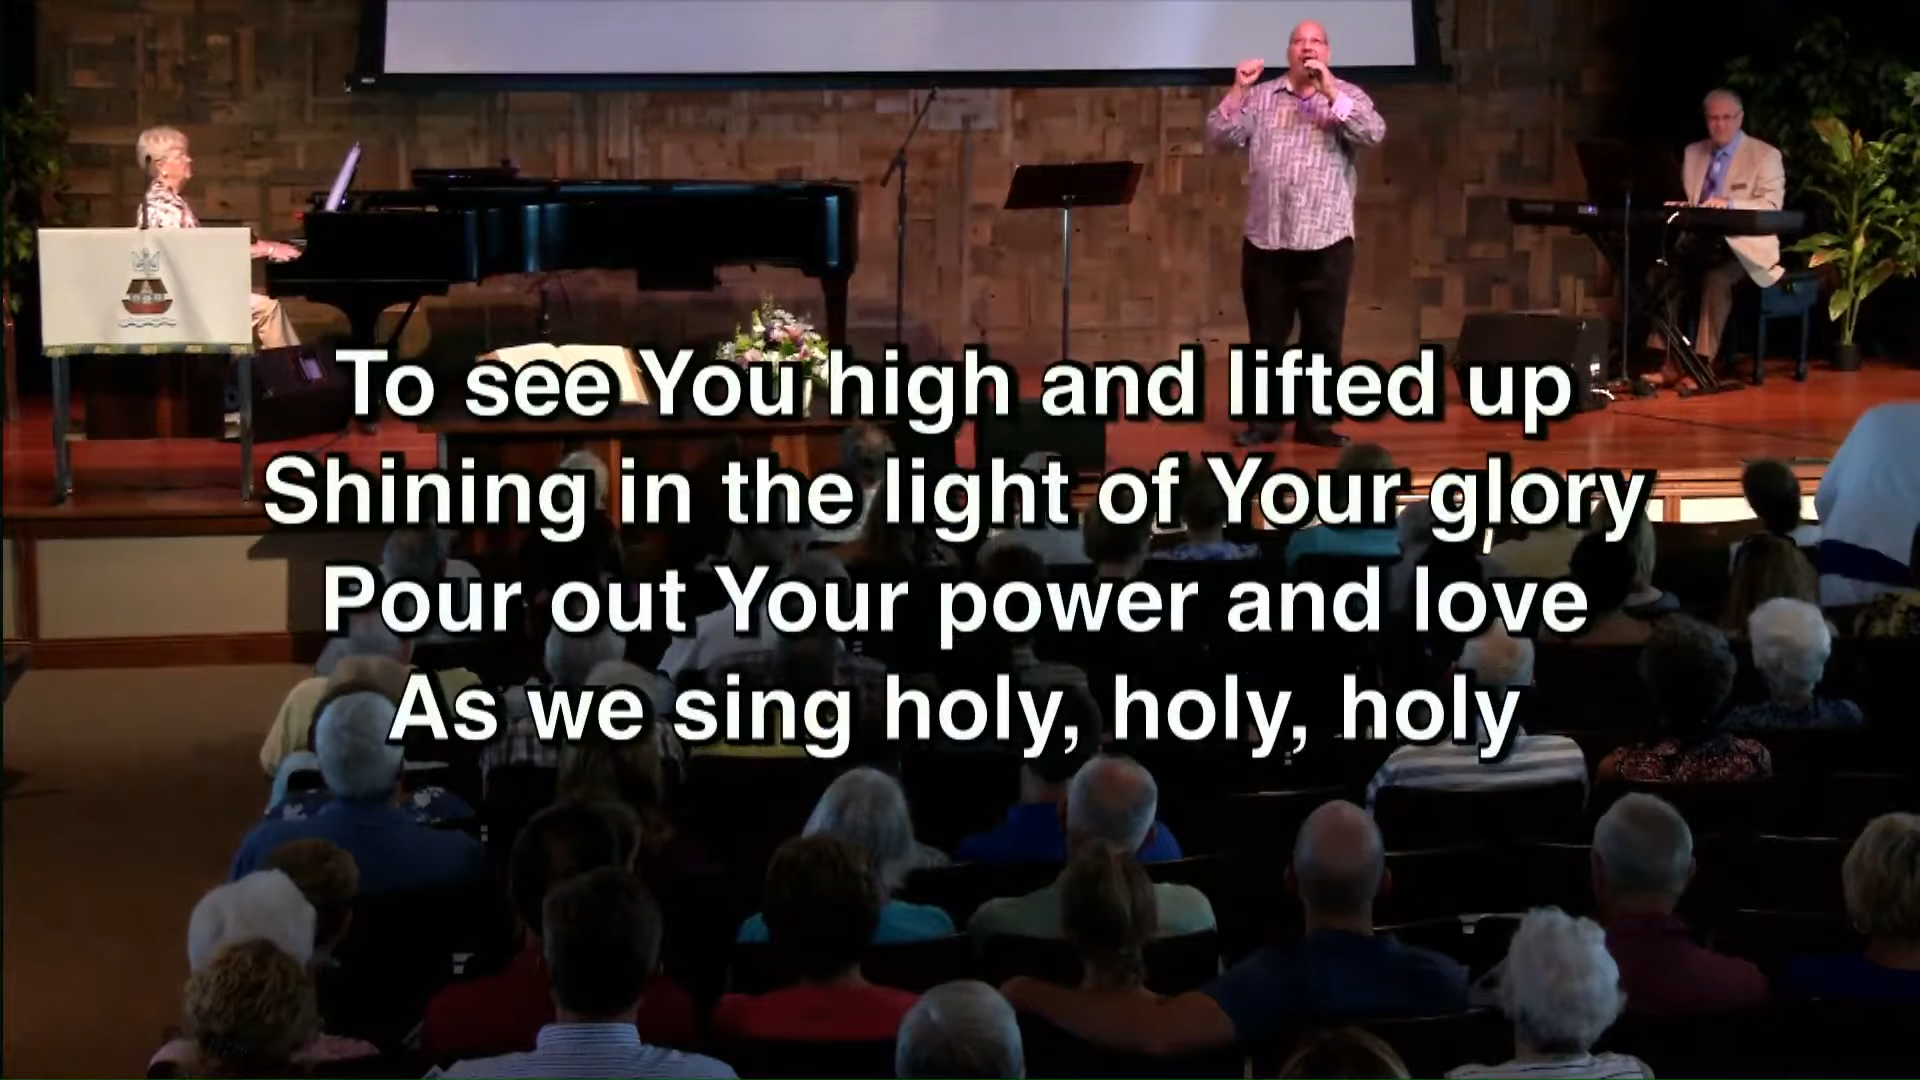 To see You high and lifted up
Shining in the light of Your glory
Pour out Your power and love
As we sing holy, holy, holy